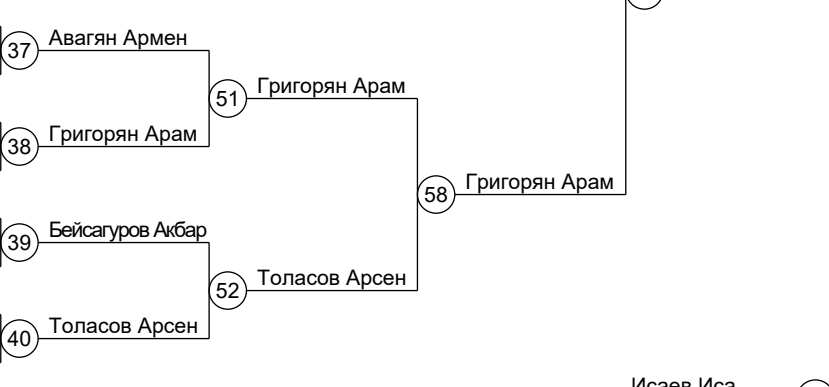 37 Авагян Армен
51 Григорян Арам
38 Григорян Арам
58 Григорян Арам
39 Бейсагуров Акбар
52 Толасов Арсен
40 Толасов Арсен
Исаев Иса